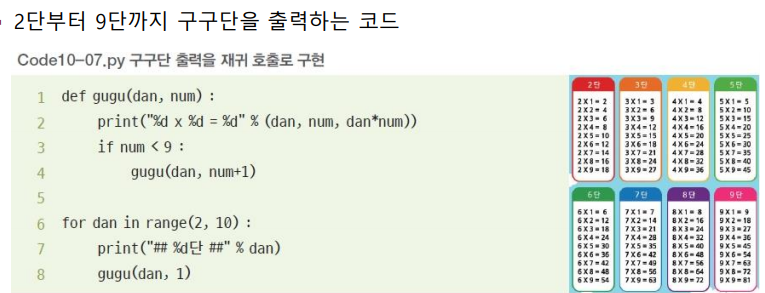 2단부터 9단까지 구구단을 출력하는 코드
Code10-07.py 구구단 출력을 재귀 호출로 구현
1 def gugu(dan, num) :
2 print("%d x %d = %d" % (dan, num, dan*num))
3 if num < 9 :
4 gugu(dan, num+1)
5
6 for dan in range(2, 10) :
7 print("## %d단 ##" % dan)
8 gugu(dan, 1)
2단
2 X 1 = 2
2 X 2 = 4
2 X 3 = 6
2 X 4 = 8
2 X 5 = 10
2 X 6 = 12
2 X 7 = 14
2 X 8 = 16
2 X 9 = 18
3단
3 X 1 = 3
3 X 2 = 6
3 X 3 = 9
3 X 4 = 12
3 X 5 = 15
3 X 6 = 18
3 X 7 = 21
3 X 8 = 24
3 X 9 = 27
4단
4 X 1 = 4
4 X 2 = 8
4 X 3 = 12
4 X 4 = 16
4 X 5 = 20
4 X 6 = 24
4 X 7 = 28
4 X 8 = 32
4 X 9 = 36
5단
5 X 1 = 5
5 X 2 = 10
5 X 3 = 15
5 X 4 = 20
5 X 5 = 25
5 X 6 = 30
5 X 7 = 35
5 X 8 = 40
5 X 9 = 45
6단
6 X 1 = 6
6 X 2 = 12
6 X 3 = 18
6 X 4 = 24
6 X 5 = 30
6 X 6 = 36
6 X 7 = 42
6 X 8 = 48
6 X 9 = 54
7단
7 X 1 = 7
7 X 2 = 14
7 X 3 = 21
7 X 4 = 28
7 X 5 = 35
7 X 6 = 42
7 X 7 = 49
7 X 8 = 56
7 X 9 = 63
8단
8 X 1 = 8
8 X 2 = 16
8 X 3 = 24
8 X 4 = 32
8 X 5 = 40
8 X 6 = 48
8 X 7 = 56
8 X 8 = 64
8 X 9 = 72
9단
9 X 1 = 9
9 X 2 = 18
9 X 3 = 27
9 X 4 = 36
9 X 5 = 45
9 X 6 = 54
9 X 7 = 63
9 X 8 = 72
9 X 9 = 81